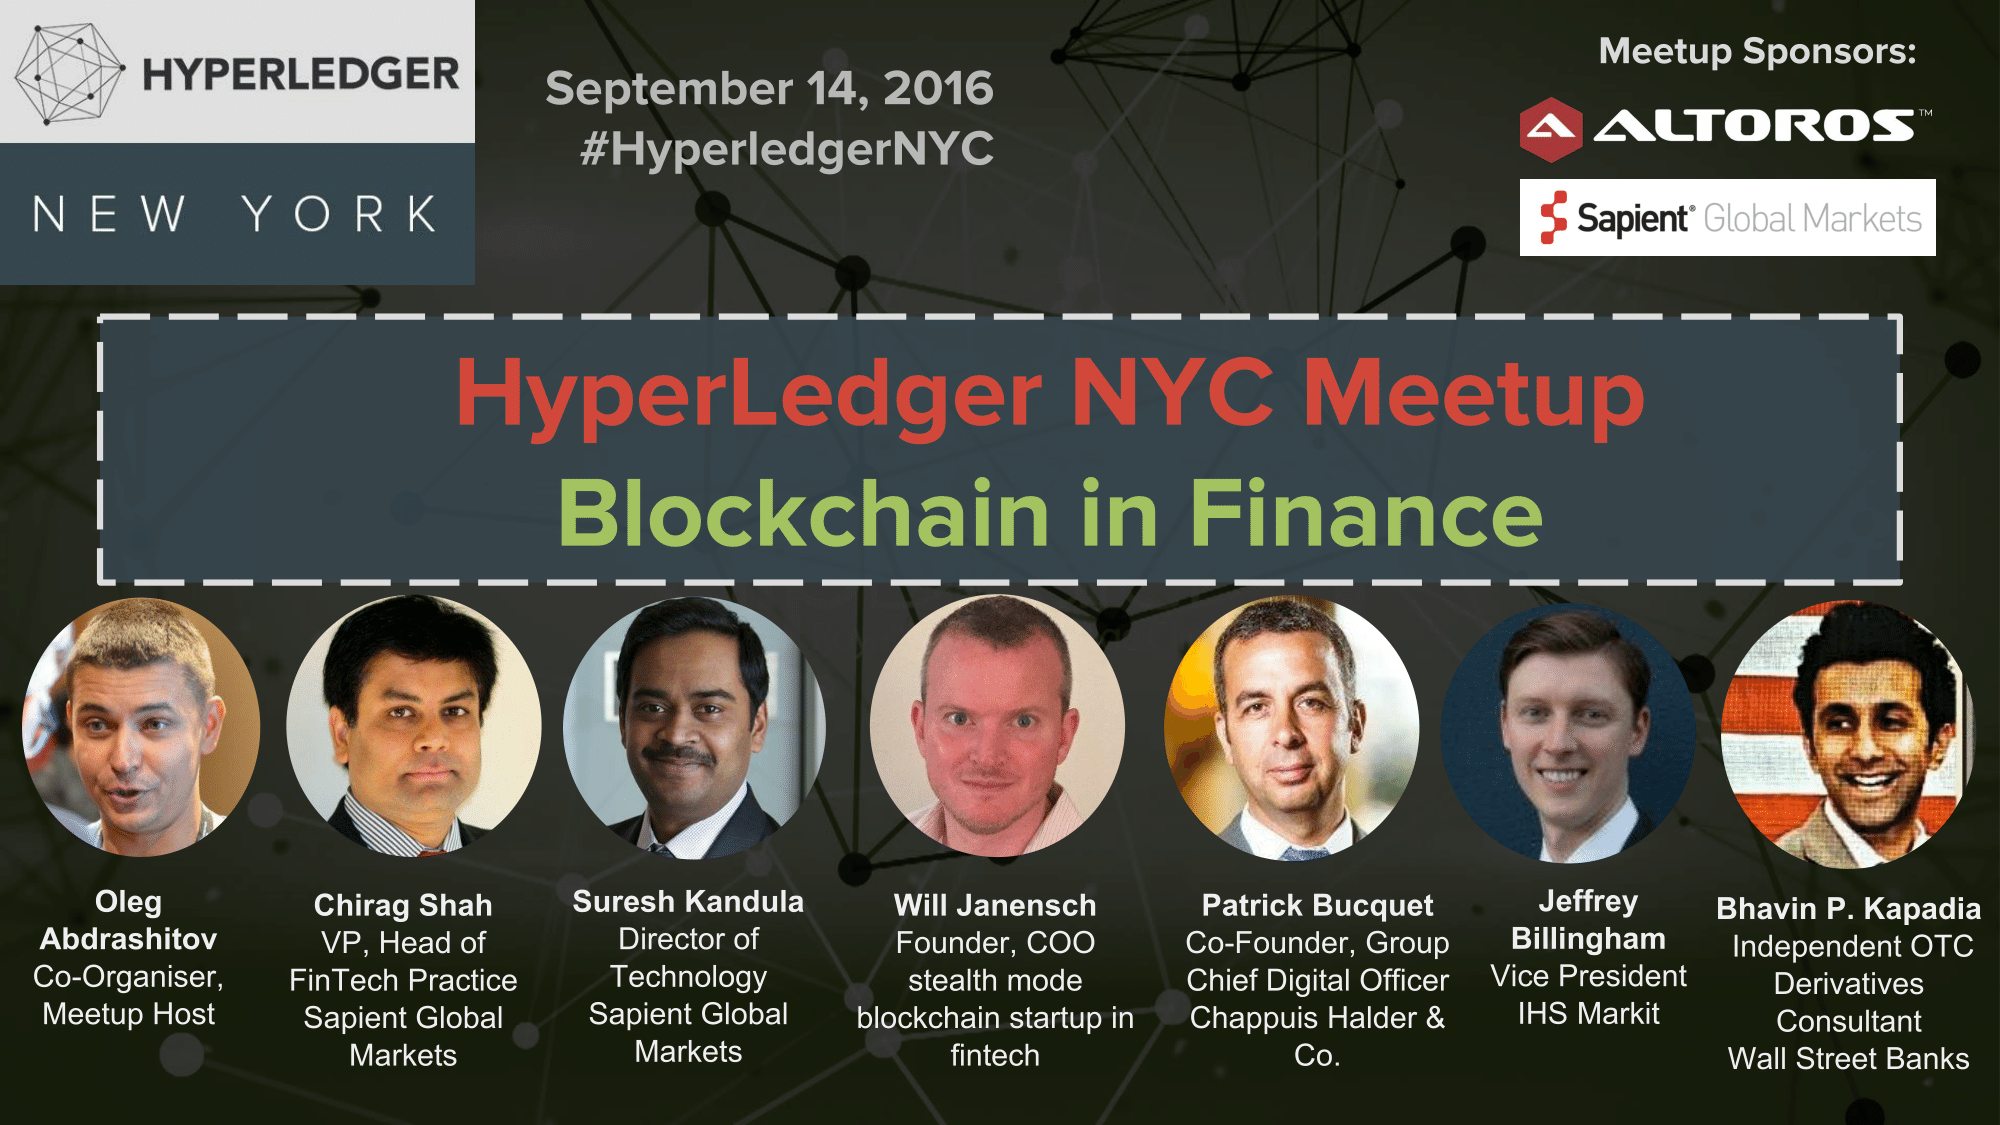 HYPERLEDGER
NEW YORK
September 14, 2016
#HyperledgerNYC
Meetup Sponsors:
ALTOROS™
Sapient® Global Markets
HyperLedger NYC Meetup
Blockchain in Finance
Oleg
Abdrashitov
Co-Organiser,
Meetup Host
Chirag Shah
VP, Head of
FinTech Practice
Sapient Global
Markets
Suresh Kandula
Director of
Technology
Sapient Global
Markets
Will Janensch
Founder, COO
stealth mode
blockchain startup in
fintech
Patrick Bucquet
Co-Founder, Group
Chief Digital Officer
Chappuis Halder &
Co.
Jeffrey
Billingham
Vice President
IHS Markit
Bhavin P. Kapadia
Independent OTC
Derivatives
Consultant
Wall Street Banks